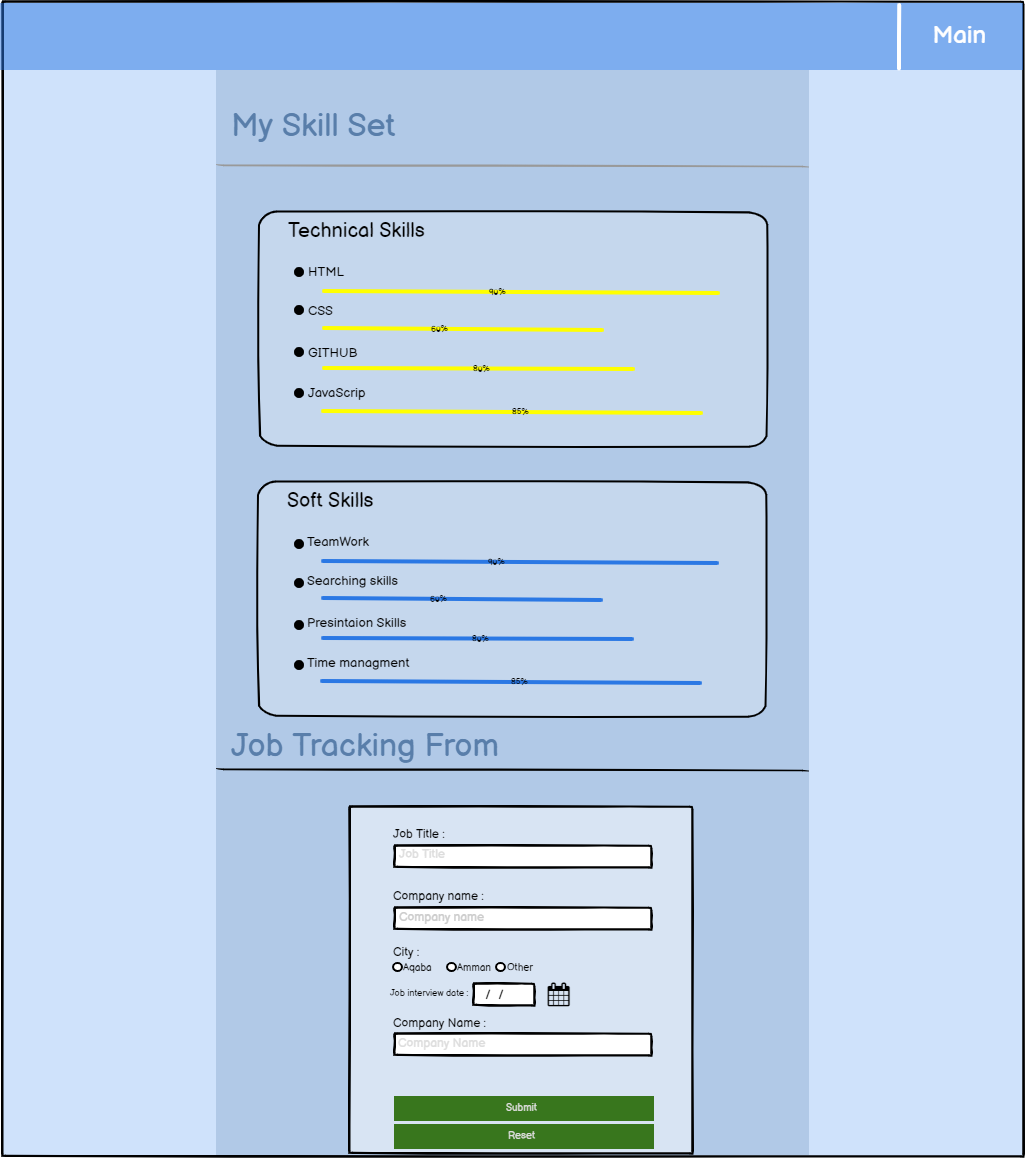 Main
My Skill Set
Technical Skills
HTML
90%
CSS
60%
GITHUB
80%
JavaScrip
85%
Soft Skills
TeamWork
90%
Searching skills
60%
Presintaion Skills
80%
Time managment
85%
Job Tracking From
Job Title :
Job Title
Company name :
Company name
City :
Aqaba Amman Other
Job interview date : / /
Company Name :
Company Name
Submit
Reset